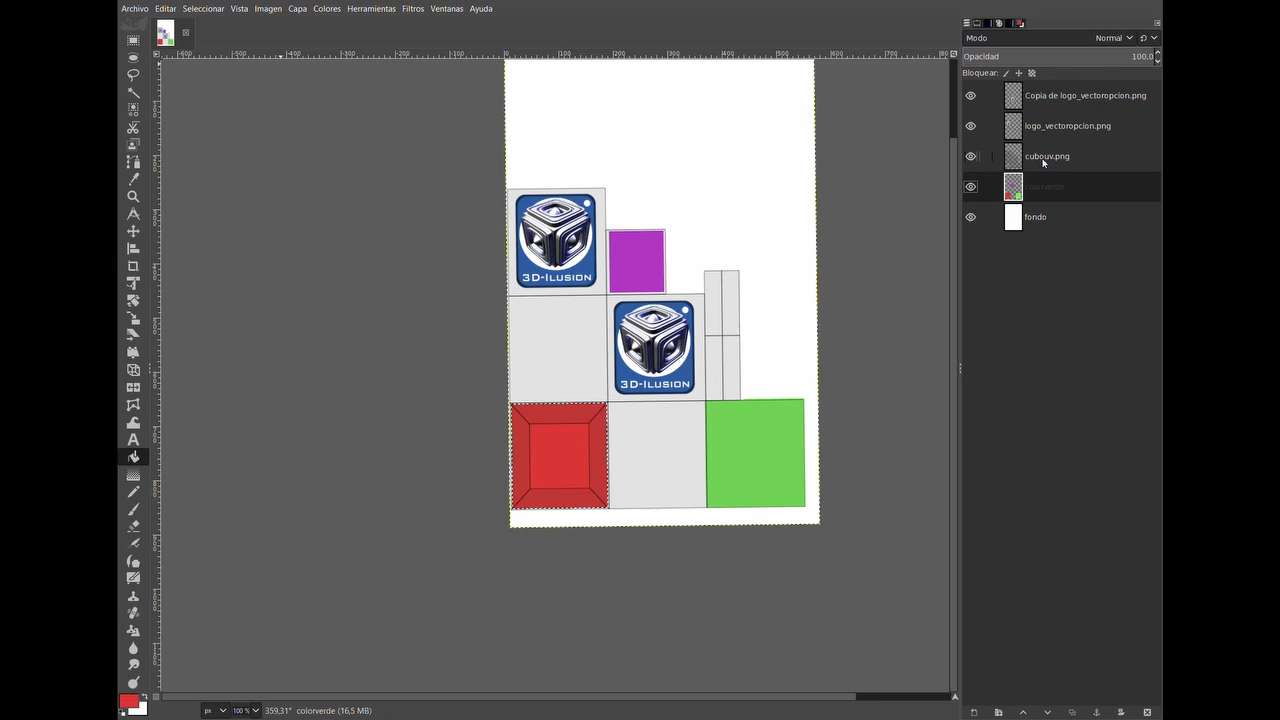 Archivo Editar Seleccionar Vista Imagen Capa Colores Herramientas Filtros Ventanas Ayuda
Modo Normal
Opacidad 100,0
Bloquear:
Copia de logo_vectoropcion.png
logo_vectoropcion.png
cubouv.png
colorverde
fondo
3D-ILUSION
3D-ILUSION
px 100 % 359,31° colorverde (16,5 MB)